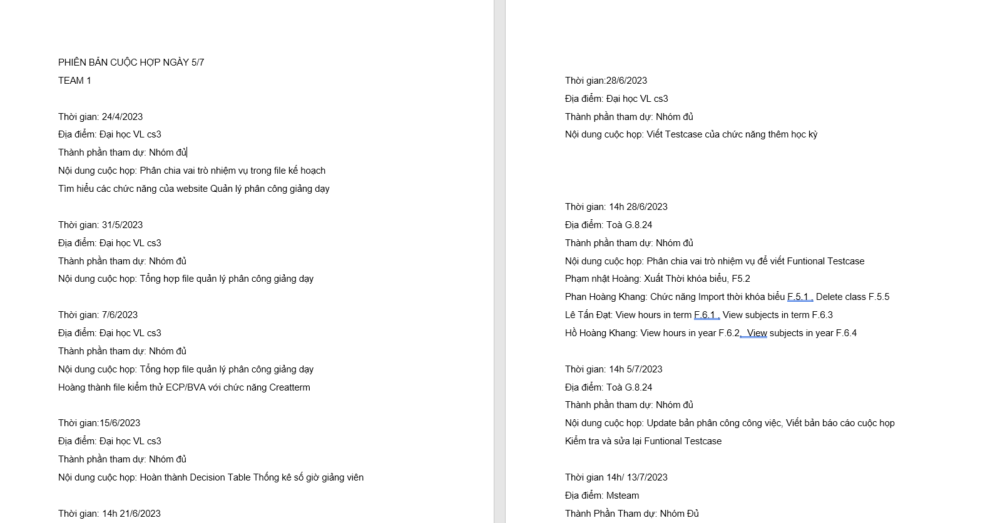 PHIÊN BẢN CUỘC HỢP NGÀY 5/7
TEAM 1
Thời gian: 24/4/2023
Địa điểm: Đại học VL cs3
Thành phần tham dự: Nhóm đủ
Nội dung cuộc họp: Phân chia vai trò nhiệm vụ trong file kế hoạch
Tìm hiểu các chức năng của website Quản lý phân công giảng dạy
Thời gian: 31/5/2023
Địa điểm: Đại học VL cs3
Thành phần tham dự: Nhóm đủ
Nội dung cuộc họp: Tổng hợp file quản lý phân công giảng dạy
Thời gian: 7/6/2023
Địa điểm: Đại học VL cs3
Thành phần tham dự: Nhóm đủ
Nội dung cuộc họp: Tổng hợp file quản lý phân công giảng dạy
Hoàng thành file kiểm thử ECP/BVA với chức năng Creatterm
Thời gian:15/6/2023
Địa điểm: Đại học VL cs3
Thành phần tham dự: Nhóm đủ
Nội dung cuộc họp: Hoàn thành Decision Table Thống kê số giờ giảng viên
Thời gian: 14h 21/6/2023
Thời gian:28/6/2023
Địa điểm: Đại học VL cs3
Thành phần tham dự: Nhóm đủ
Nội dung cuộc họp: Viết Testcase của chức năng thêm học kỳ
Thời gian: 14h 28/6/2023
Địa điểm: Toà G.8.24
Thành phần tham dự: Nhóm đủ
Nội dung cuộc họp: Phân chia vai trò nhiệm vụ để viết Funtional Testcase
Phạm nhật Hoàng: Xuất Thời khóa biểu, F5.2
Phan Hoàng Khang: Chức năng Import thời khóa biểu F.5.1 , Delete class F.5.5
Lê Tấn Đạt: View hours in term F.6.1 , View subjects in term F.6.3
Hồ Hoàng Khang: View hours in year F.6.2,  View subjects in year F.6.4
Thời gian: 14h 5/7/2023
Địa điểm: Toà G.8.24
Thành phần tham dự: Nhóm đủ
Nội dung cuộc họp: Update bản phân công công việc, Viết bản báo cáo cuộc họp
Kiểm tra và sửa lại Funtional Testcase
Thời gian 14h/ 13/7/2023
Địa điểm: Msteam
Thành Phần Tham dự: Nhóm Đủ